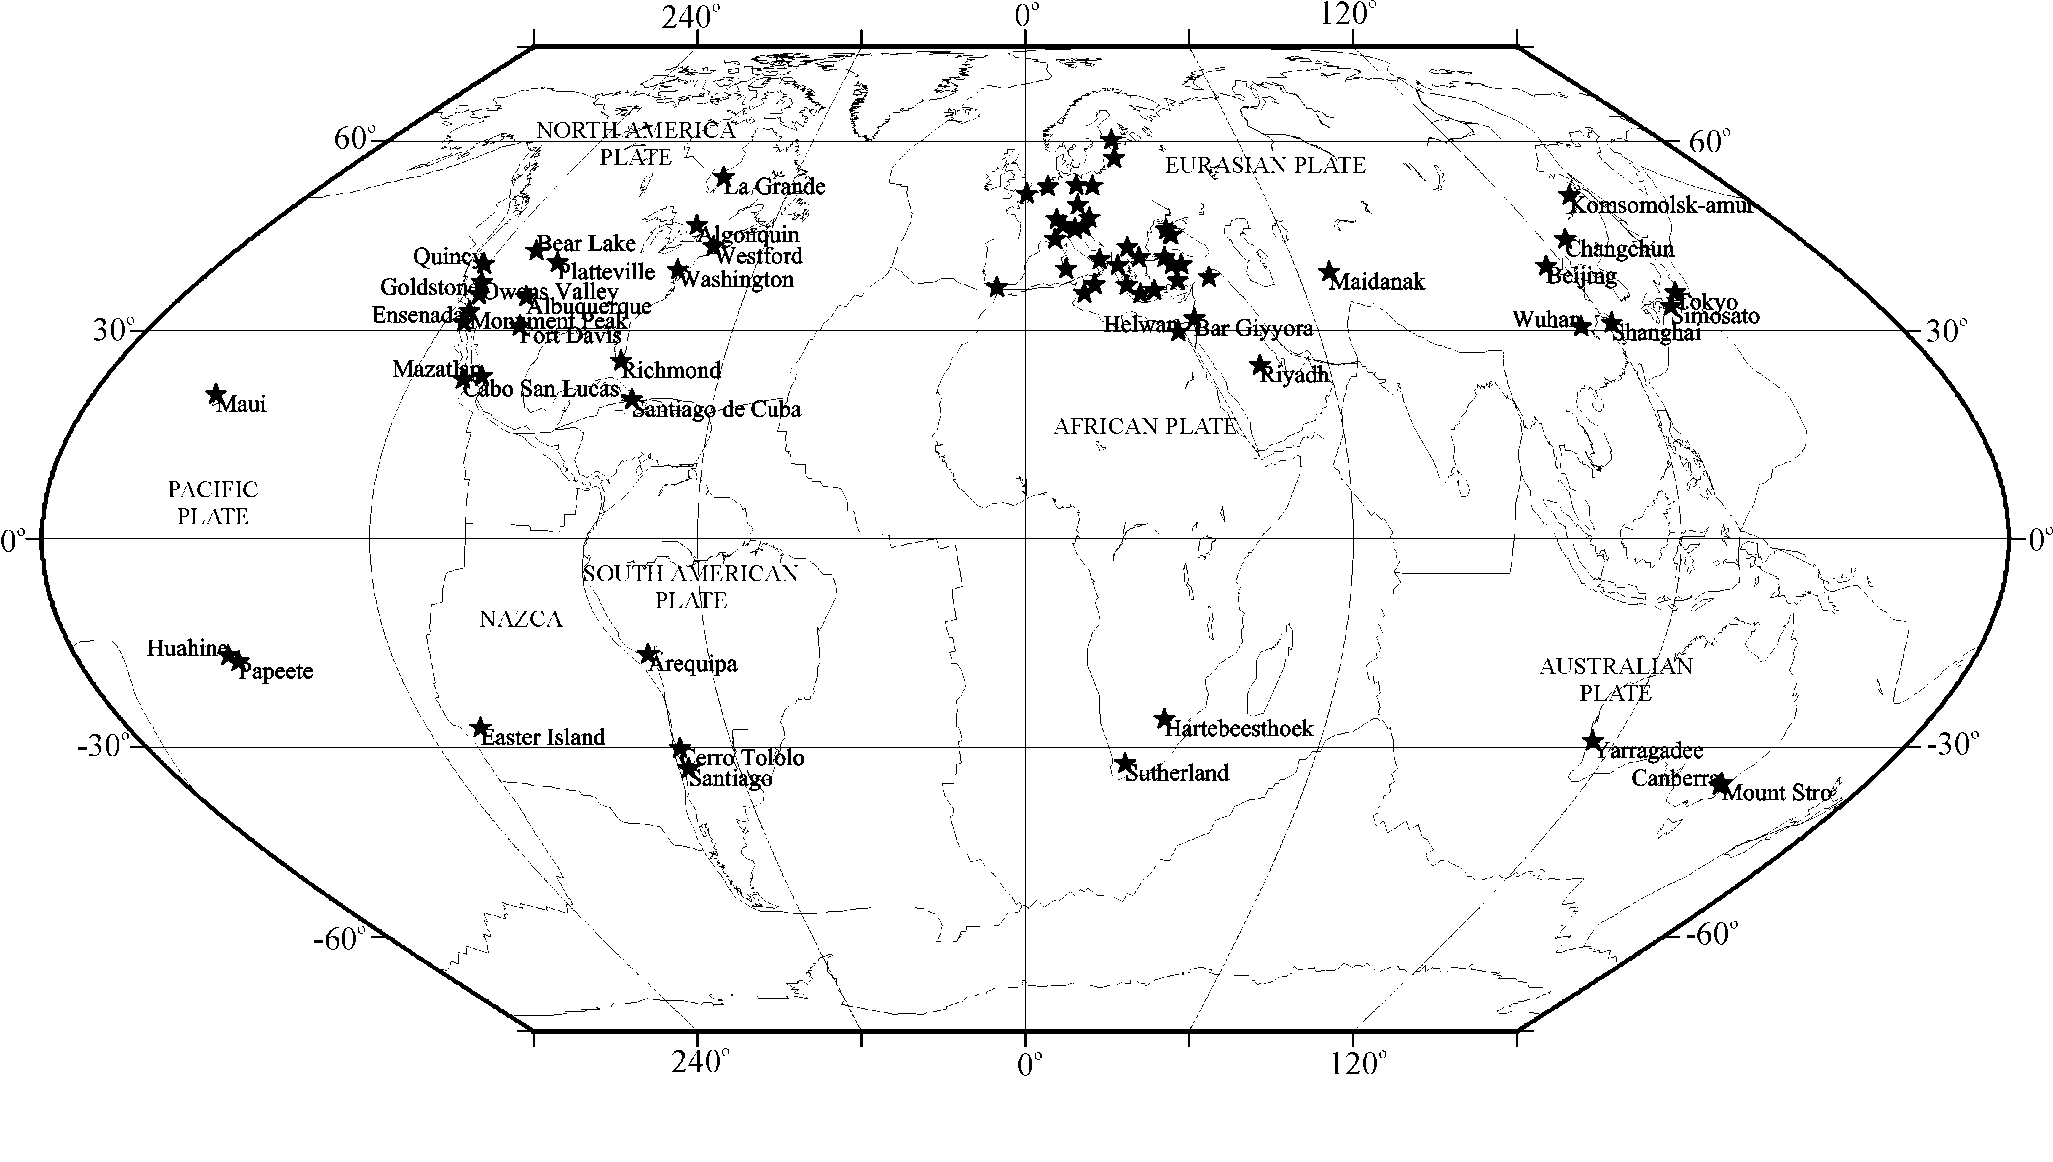 240° 0° 120°
60° 60°
NORTH AMERICA
PLATE
EURASIAN PLATE
La Grande
Komsomolsk-amur
Algonquin
Bear Lake
Changchun
Quincy
Westford
Platteville
Washington
Beijing
Maidanak
Goldstone
Owens Valley
Albuquerque
Tokyo
Simosato
Ensenada
Monument Peak
Wuhan
Helwan
Bar Giyyora
30° 30°
Fort Davis
Shanghai
Mazatlan
Richmond
Riyadh
Cabo San Lucas
Maui
Santiago de Cuba
AFRICAN PLATE
PACIFIC
PLATE
0° 0°
SOUTH AMERICAN
PLATE
NAZCA
Huahine
Papeete
Arequipa
AUSTRALIAN
PLATE
Hartebeesthoek
Easter Island
-30° -30°
Yarragadee
Cerro Tololo
Santiago
Sutherland
Canberra
Mount Stro
-60° -60°
240° 0° 120°